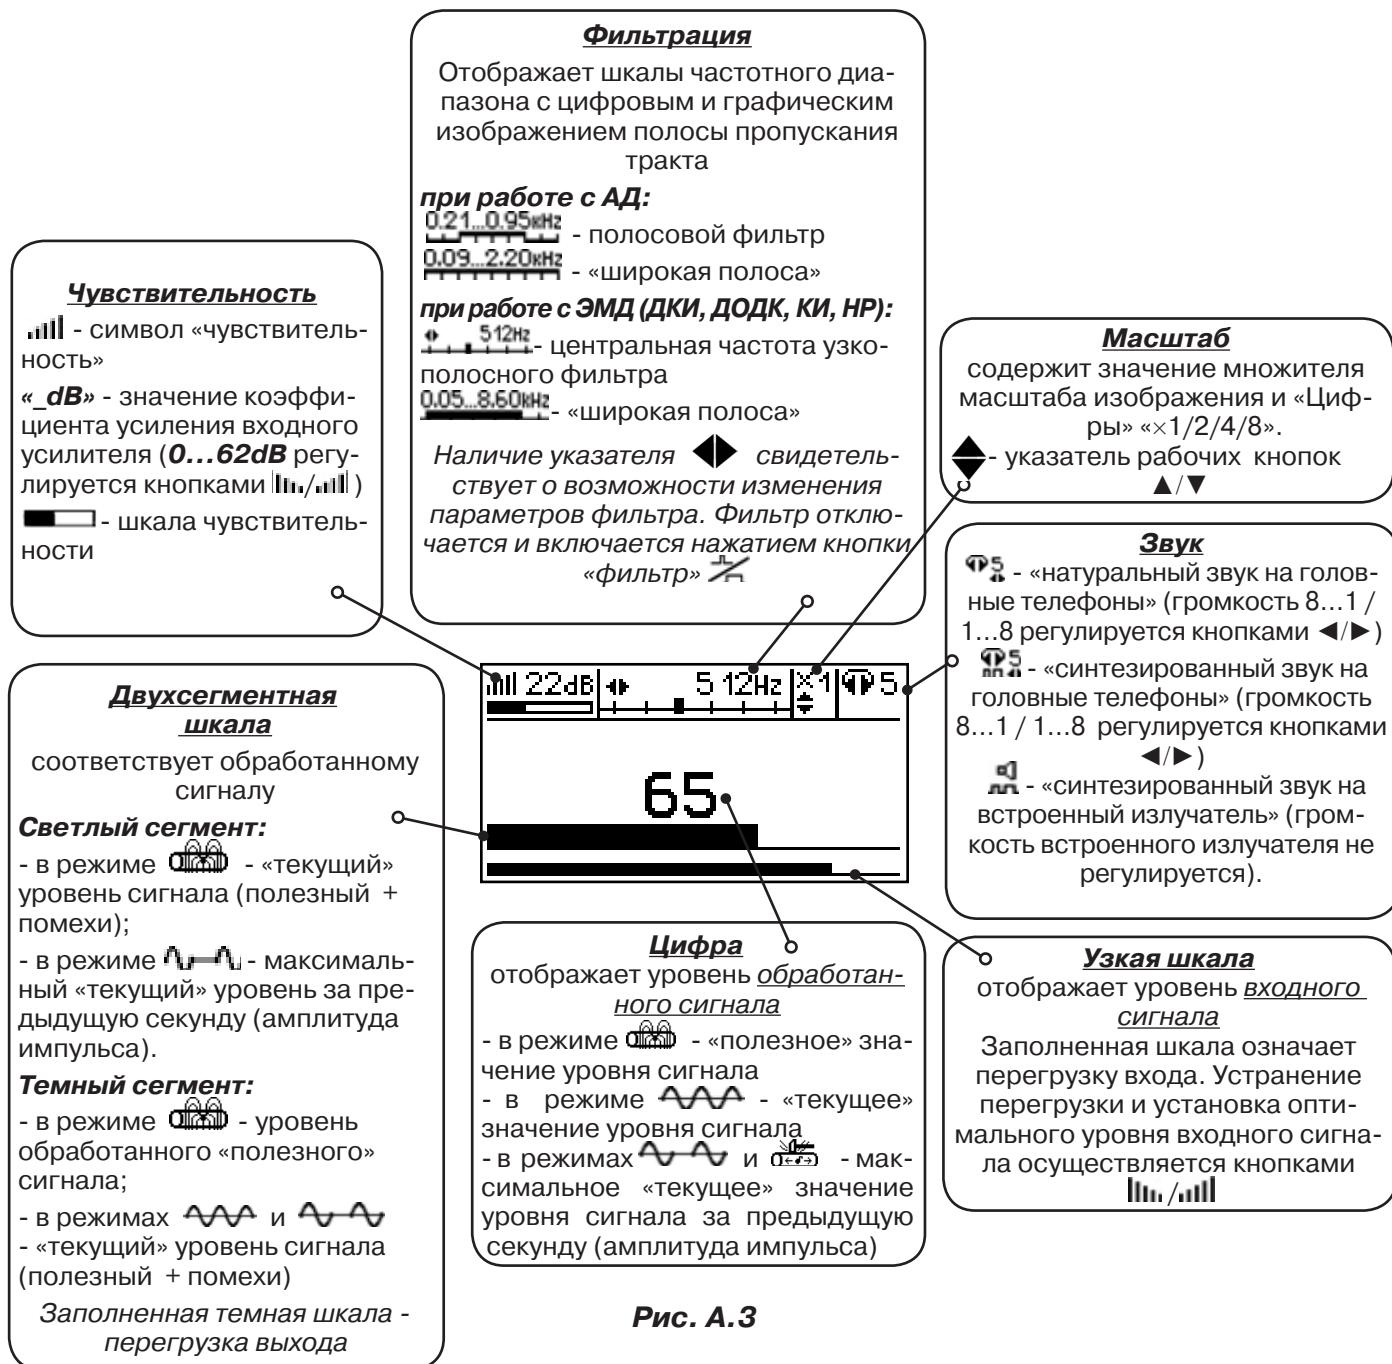 Фильтрация
Отображает шкалы частотного диа-
пазона с цифровым и графическим
изображением полосы пропускания
тракта
при работе с АД:
0.21...0.95кHz - полосовой фильтр
0.09...2.20кHz - «широкая полоса»
при работе с ЭМД (ДКИ, ДОДК, КИ, НР):
512Hz - центральная частота узко-
полосного фильтра
0.05...8.60кHz - «широкая полоса»
Наличие указателя ◀▶ свидетель-
ствует о возможности изменения
параметров фильтра. Фильтр отклю-
чается и включается нажатием кнопки
«фильтр»
Чувствительность
- символ «чувствитель-
ность»
«_dB» - значение коэффи-
циента усиления входного
усилителя (0...62dB регу-
лируется кнопками / )
- шкала чувствитель-
ности
Масштаб
содержит значение множителя
масштаба изображения и «Циф-
ры» «×1/2/4/8».
- указатель рабочих кнопок
▲/▼
Звук
5 - «натуральный звук на голов-
ные телефоны» (громкость 8...1 /
1...8 регулируется кнопками ◄/►)
5 - «синтезированный звук на
головные телефоны» (громкость
8...1 / 1...8 регулируется кнопками
◄/►)
- «синтезированный звук на
встроенный излучатель» (гром-
кость встроенного излучателя не
регулируется).
22dB 512Hz ×1 5
65
Двухсегментная
шкала
соответствует обработанному
сигналу
Светлый сегмент:
- в режиме - «текущий»
уровень сигнала (полезный +
помехи);
- в режиме - максималь-
ный «текущий» уровень за пре-
дыдущую секунду (амплитуда
импульса).
Темный сегмент:
- в режиме - уровень
обработанного «полезного»
сигнала;
- в режимах и
- «текущий» уровень сигнала
(полезный + помехи)
Заполненная темная шкала -
перегрузка выхода
Цифра
отображает уровень обработан-
ного сигнала
- в режиме - «полезное» зна-
чение уровня сигнала
- в режиме - «текущее»
значение уровня сигнала
- в режимах и - мак-
симальное «текущее» значение
уровня сигнала за предыдущую
секунду (амплитуда импульса)
Узкая шкала
отображает уровень входного
сигнала
Заполненная шкала означает
перегрузку входа. Устранение
перегрузки и установка опти-
мального уровня входного сигна-
ла осуществляется кнопками
/
Рис. А.3